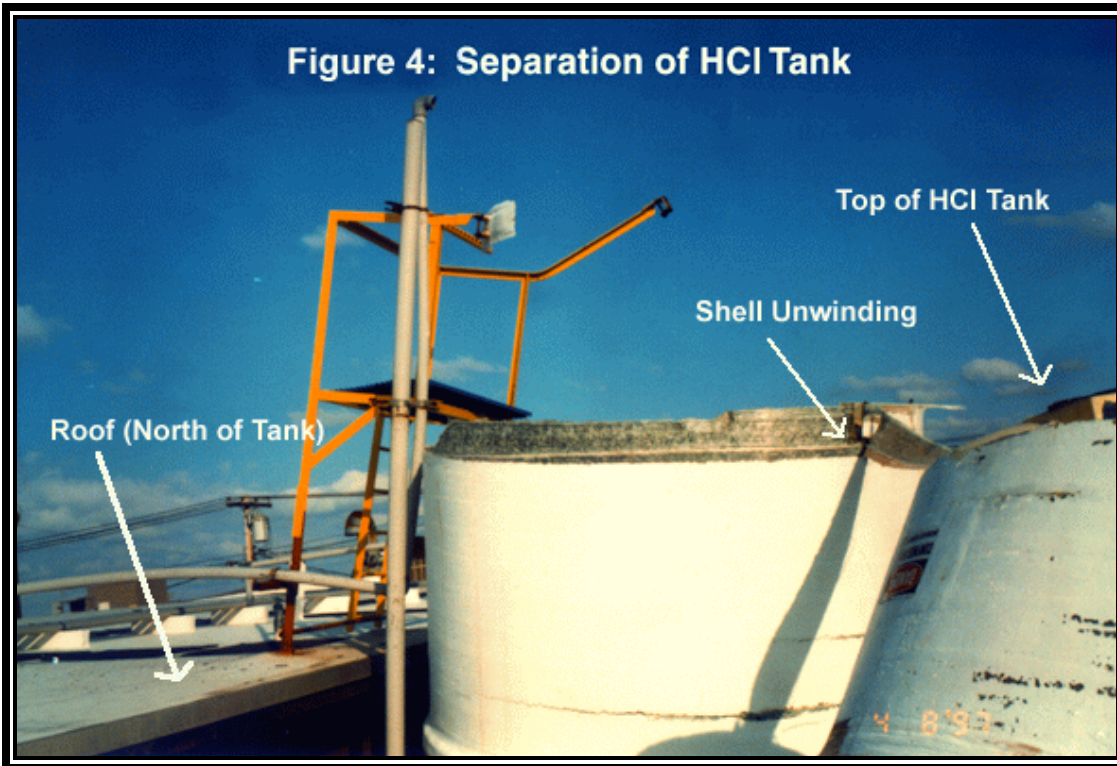 Figure 4:  Separation of HCl Tank
Top of HCl Tank
Shell Unwinding
Roof (North of Tank)
4  8'97